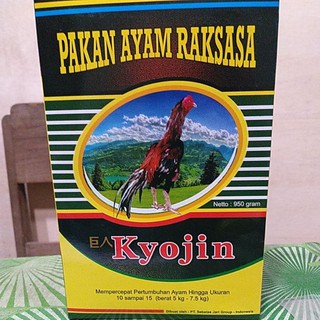 PAKAN AYAM RAKSASA
Netto : 950 gram
巨人 Kyojin
Mempercepat Pertumbuhan Ayam Hingga Ukuran
10 sampai 15 (berat 5 kg - 7.5 kg)